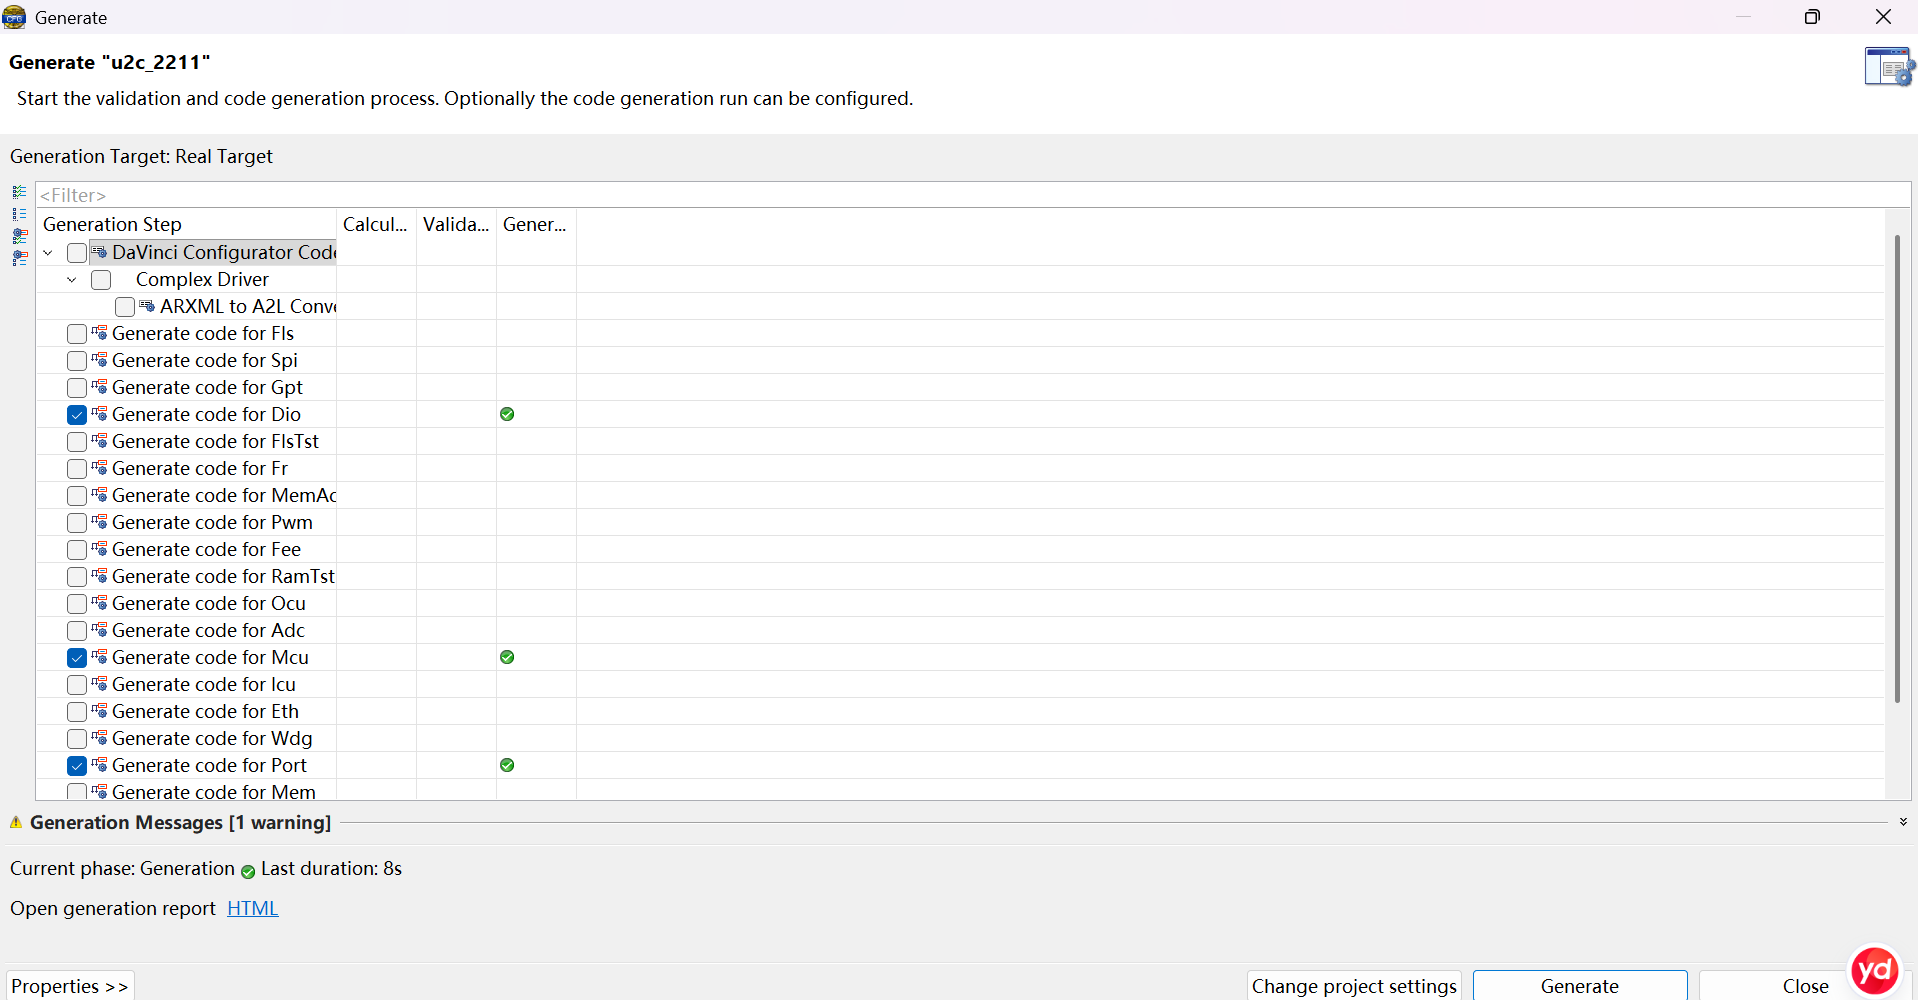 Generate
Generate "u2c_2211"
Start the validation and code generation process. Optionally the code generation run can be configured.
Generation Target: Real Target
<Filter>
Generation Step Calcul... Valida... Gener...
DaVinci Configurator Code
Complex Driver
ARXML to A2L Conve
Generate code for Fls
Generate code for Spi
Generate code for Gpt
Generate code for Dio
Generate code for FlsTst
Generate code for Fr
Generate code for MemAc
Generate code for Pwm
Generate code for Fee
Generate code for RamTst
Generate code for Ocu
Generate code for Adc
Generate code for Mcu
Generate code for Icu
Generate code for Eth
Generate code for Wdg
Generate code for Port
Generate code for Mem
Generation Messages [1 warning]
Current phase: Generation Last duration: 8s
Open generation report HTML
Properties >> Change project settings Generate Close yd